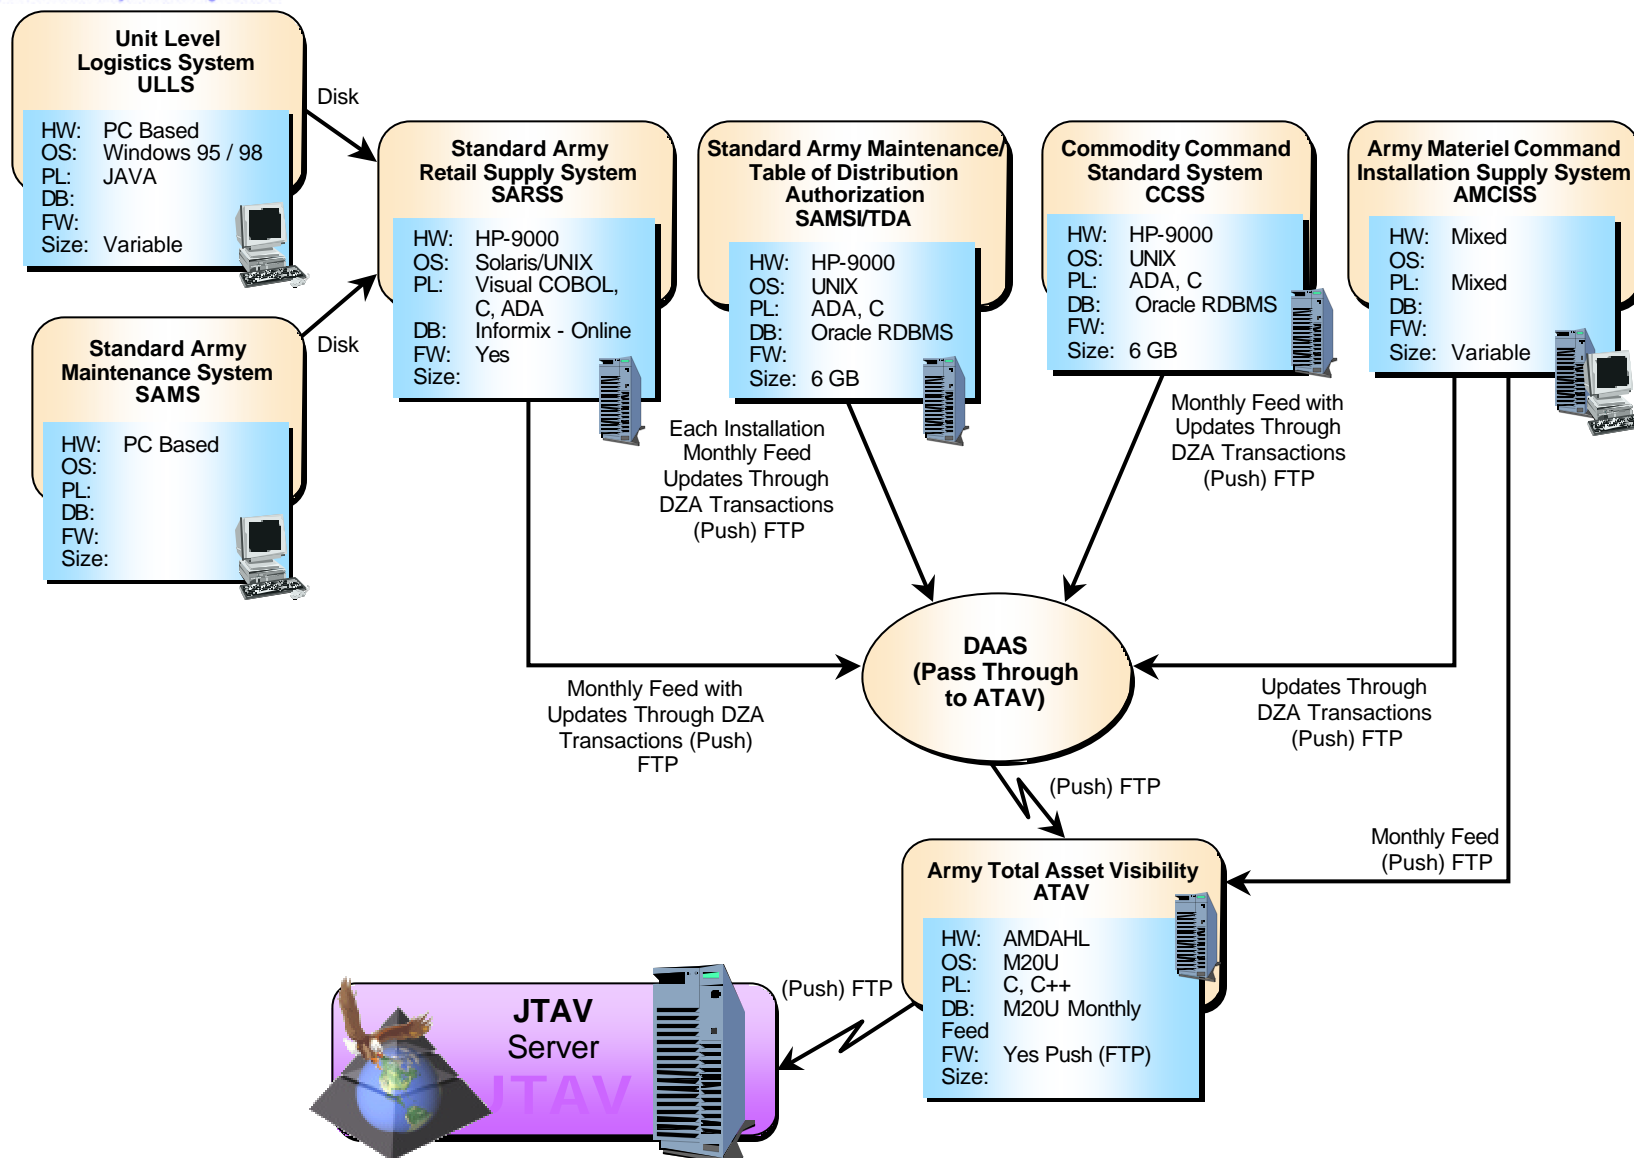 Unit Level
Logistics System
ULLS
HW: PC Based
OS: Windows 95 / 98
PL: JAVA
DB:
FW:
Size: Variable
Disk
Standard Army
Maintenance System
SAMS
HW: PC Based
OS:
PL:
DB:
FW:
Size:
Disk
Standard Army
Retail Supply System
SARSS
HW: HP-9000
OS: Solaris/UNIX
PL: Visual COBOL,
C, ADA
DB: Informix - Online
FW: Yes
Size:
Standard Army Maintenance/
Table of Distribution
Authorization
SAMSI/TDA
HW: HP-9000
OS: UNIX
PL: ADA, C
DB: Oracle RDBMS
FW:
Size: 6 GB
Commodity Command
Standard System
CCSS
HW: HP-9000
OS: UNIX
PL: ADA, C
DB: Oracle RDBMS
FW:
Size: 6 GB
Army Materiel Command
Installation Supply System
AMCISS
HW: Mixed
OS:
PL: Mixed
DB:
FW:
Size: Variable
Each Installation
Monthly Feed
Updates Through
DZA Transactions
(Push) FTP
Monthly Feed with
Updates Through
DZA Transactions
(Push) FTP
Monthly Feed with
Updates Through DZA
Transactions (Push)
FTP
DAAS
(Pass Through
to ATAV)
Updates Through
DZA Transactions
(Push) FTP
(Push) FTP
Monthly Feed
(Push) FTP
Army Total Asset Visibility
ATAV
HW: AMDAHL
OS: M20U
PL: C, C++
DB: M20U Monthly
Feed
FW: Yes Push (FTP)
Size:
(Push) FTP
JTAV
Server
JTAV